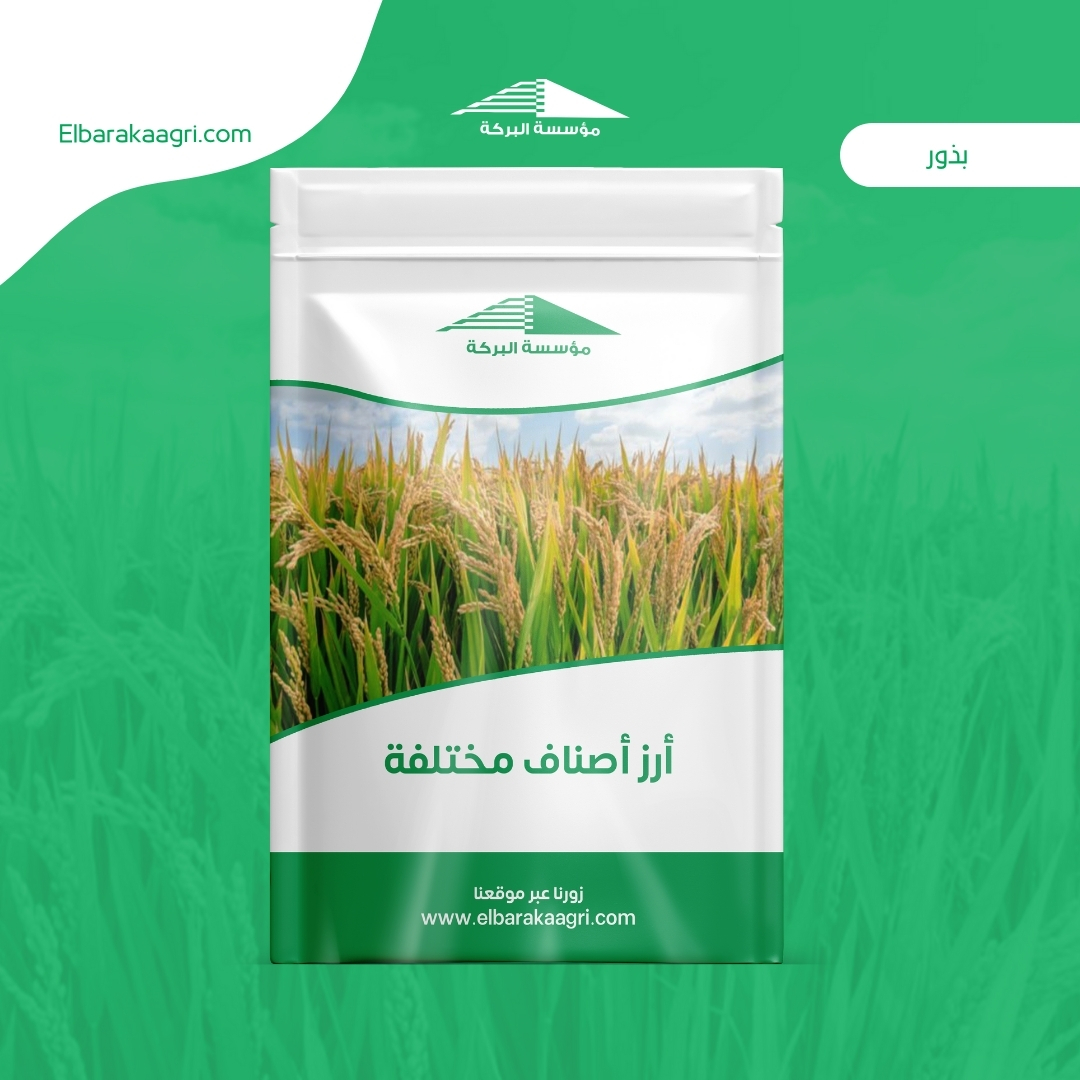 مؤسسة البركة
Elbarakaagri.com
بذور
مؤسسة البركة
أرز أصناف مختلفة
زورنا عبر موقعنا
www.elbarakaagri.com